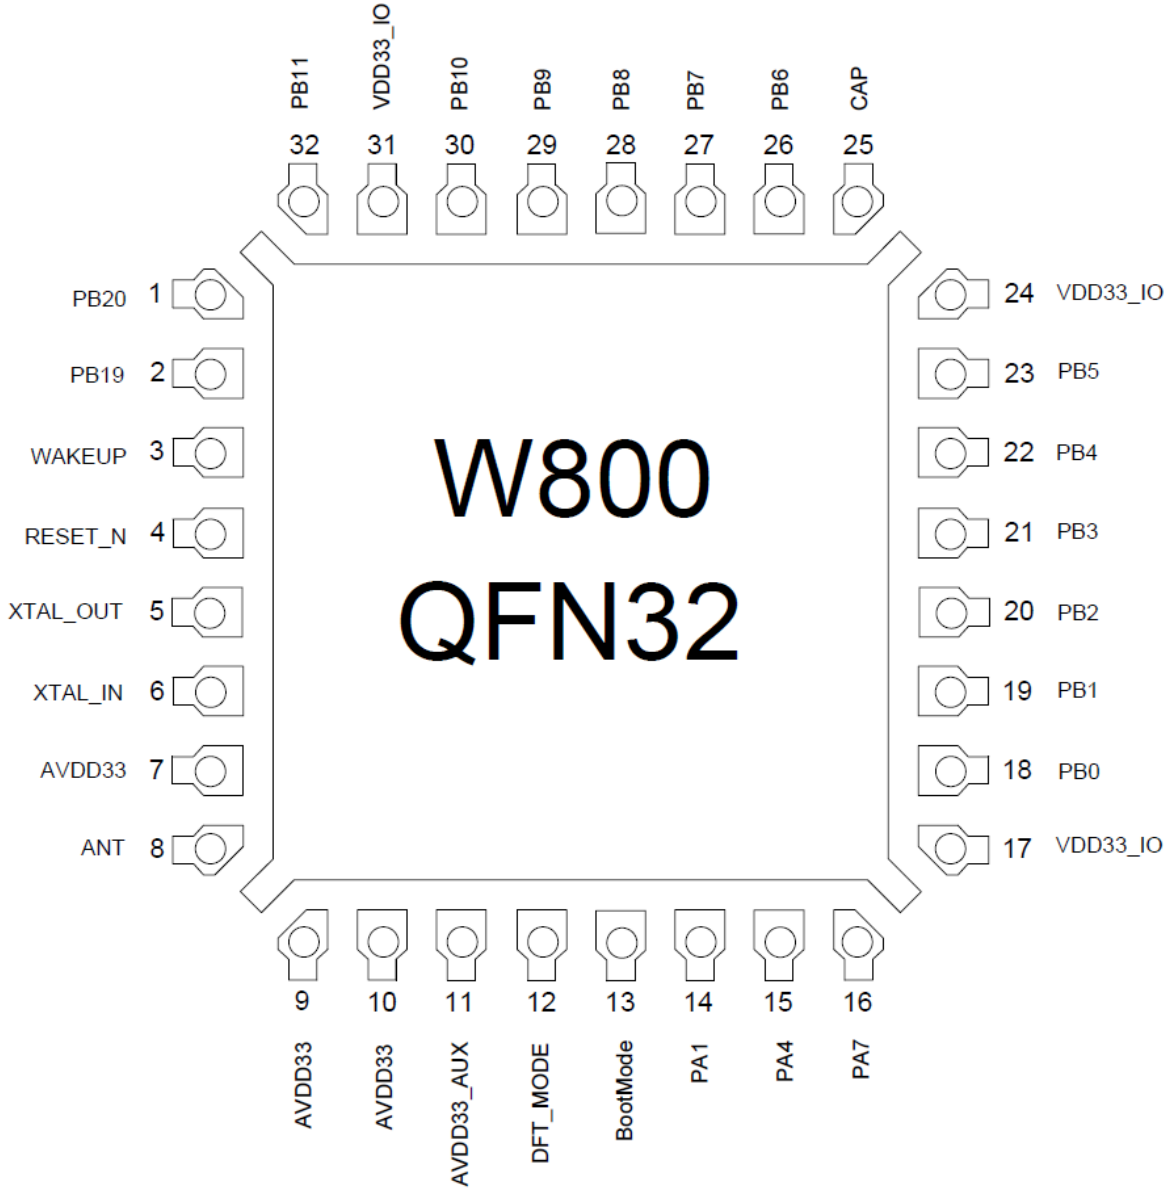 PB11 VDD33_IO PB10 PB9 PB8 PB7 PB6 CAP
32 31 30 29 28 27 26 25
PB20 1
PB19 2
WAKEUP 3
RESET_N 4
XTAL_OUT 5
XTAL_IN 6
AVDD33 7
ANT 8
W800
QFN32
24 VDD33_IO
23 PB5
22 PB4
21 PB3
20 PB2
19 PB1
18 PB0
17 VDD33_IO
9 10 11 12 13 14 15 16
AVDD33 AVDD33 AVDD33_AUX DFT_MODE BootMode PA1 PA4 PA7